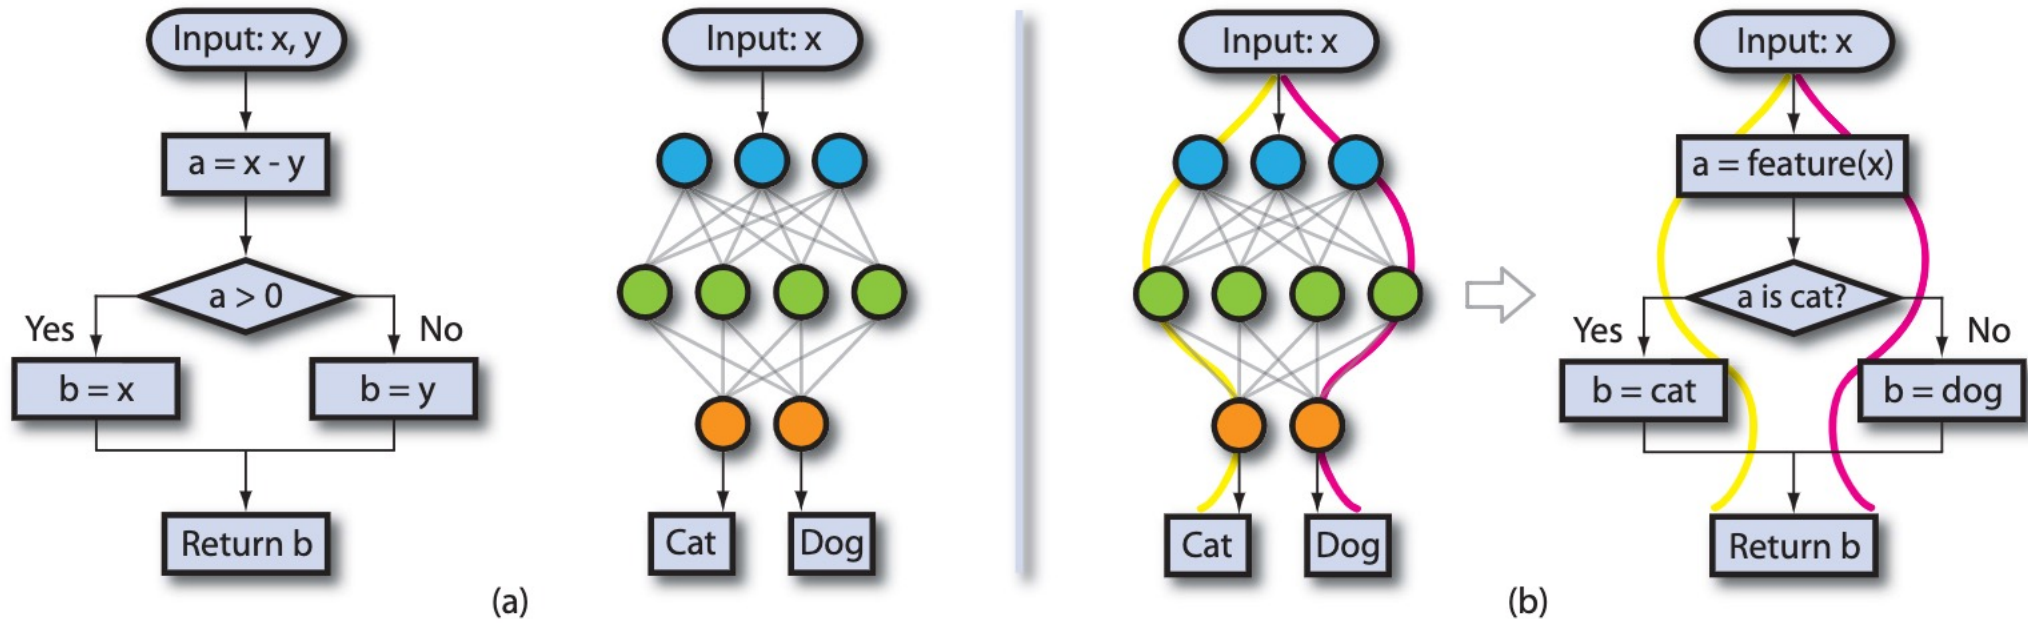 Input: x, y
a = x - y
a > 0
Yes
No
b = x
b = y
Return b
Input: x
Cat
Dog
(a)
Input: x
Cat
Dog
Input: x
a = feature(x)
a is cat?
Yes
No
b = cat
b = dog
Return b
(b)